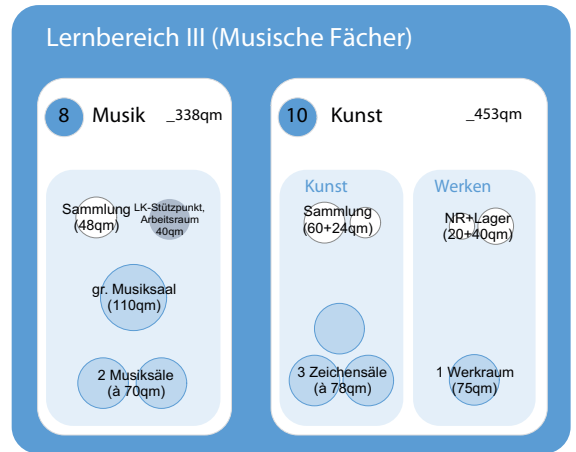 Lernbereich III (Musische Fächer)
8 Musik _338qm
Sammlung
(48qm)
LK-Stützpunkt,
Arbeitsraum
40qm
gr. Musiksaal
(110qm)
2 Musiksäle
(à 70qm)
10 Kunst _453qm
Kunst
Sammlung
(60+24qm)
3 Zeichensäle
(à 78qm)
Werken
NR+Lager
(20+40qm)
1 Werkraum
(75qm)